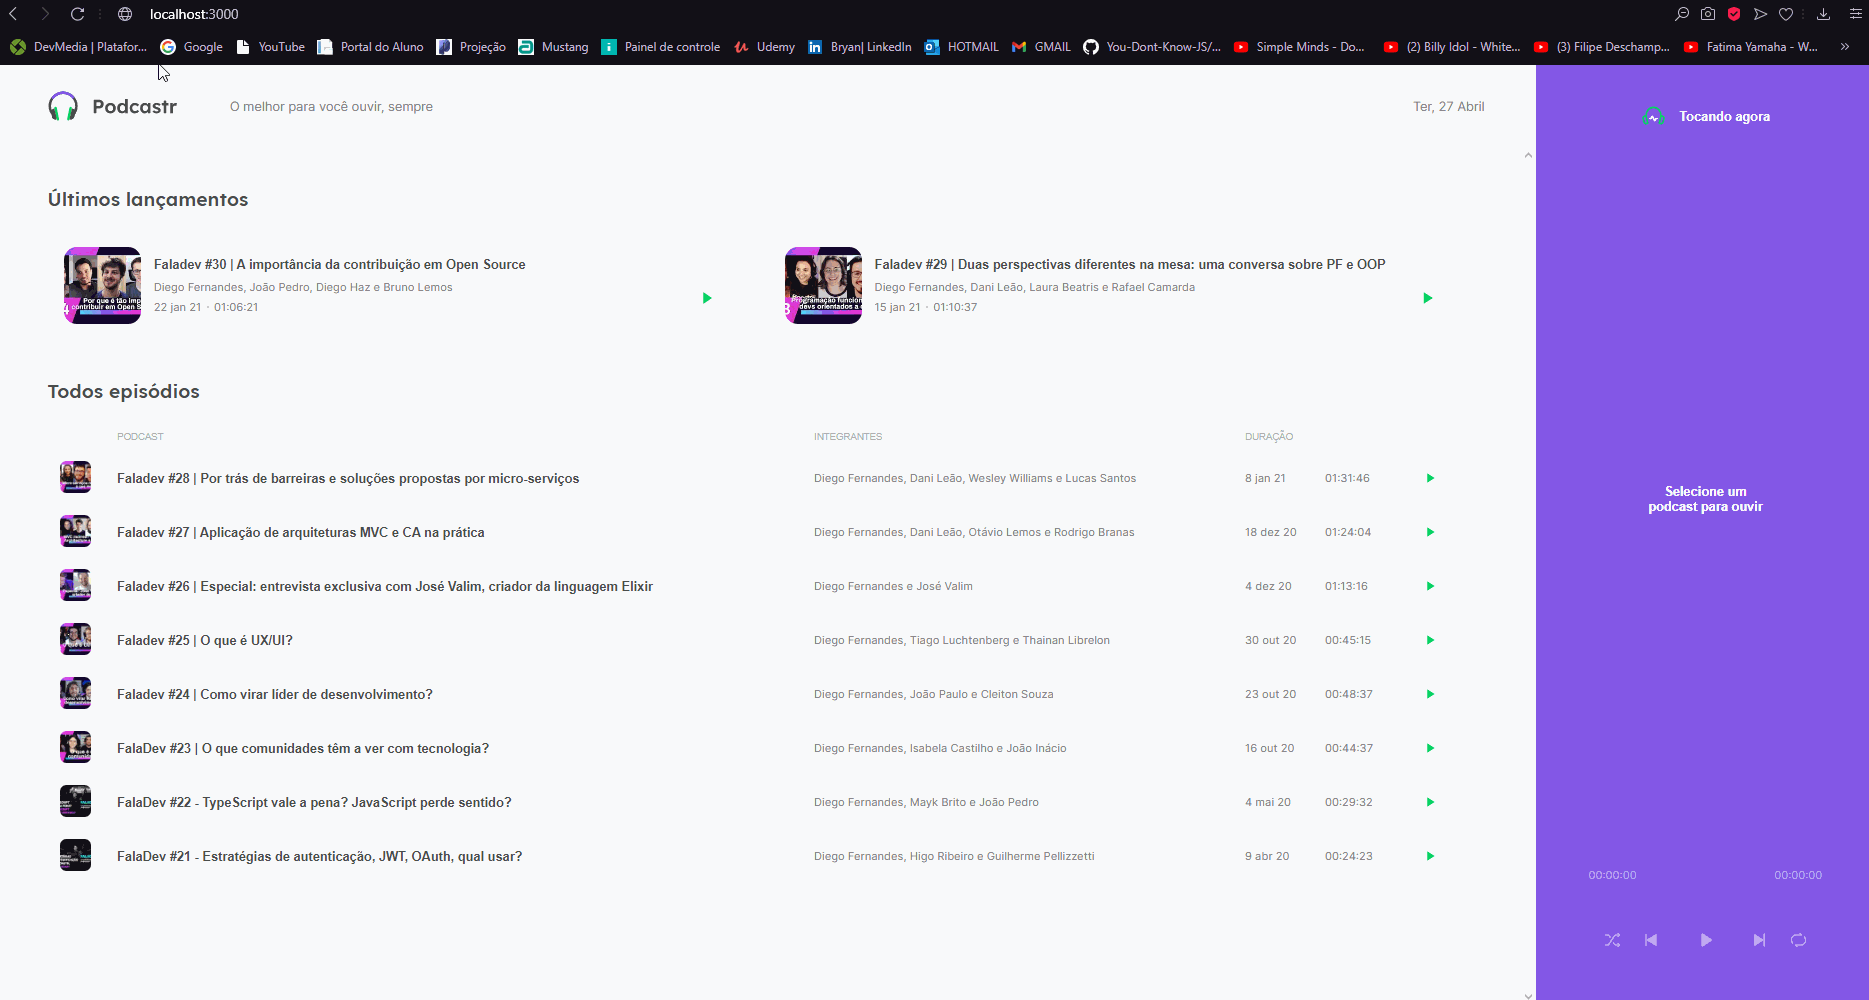 localhost:3000
DevMedia | Platafor... Google YouTube Portal do Aluno Projeção Mustang Painel de controle Udemy Bryan| LinkedIn HOTMAIL GMAIL You-Dont-Know-JS/... Simple Minds - Do... (2) Billy Idol - White... (3) Filipe Deschamp... Fatima Yamaha - W...
Podcastr O melhor para você ouvir, sempre Ter, 27 Abril
Tocando agora
Últimos lançamentos
Faladev #30 | A importância da contribuição em Open Source
Diego Fernandes, João Pedro, Diego Haz e Bruno Lemos
22 jan 21 · 01:06:21
Faladev #29 | Duas perspectivas diferentes na mesa: uma conversa sobre PF e OOP
Diego Fernandes, Dani Leão, Laura Beatris e Rafael Camarda
15 jan 21 · 01:10:37
Todos episódios
PODCAST INTEGRANTES DURAÇÃO
Faladev #28 | Por trás de barreiras e soluções propostas por micro-serviços Diego Fernandes, Dani Leão, Wesley Williams e Lucas Santos 8 jan 21 01:31:46
Faladev #27 | Aplicação de arquiteturas MVC e CA na prática Diego Fernandes, Dani Leão, Otávio Lemos e Rodrigo Branas 18 dez 20 01:24:04
Faladev #26 | Especial: entrevista exclusiva com José Valim, criador da linguagem Elixir Diego Fernandes e José Valim 4 dez 20 01:13:16
Faladev #25 | O que é UX/UI? Diego Fernandes, Tiago Luchtenberg e Thainan Librelon 30 out 20 00:45:15
Faladev #24 | Como virar líder de desenvolvimento? Diego Fernandes, João Paulo e Cleiton Souza 23 out 20 00:48:37
FalaDev #23 | O que comunidades têm a ver com tecnologia? Diego Fernandes, Isabela Castilho e João Inácio 16 out 20 00:44:37
FalaDev #22 - TypeScript vale a pena? JavaScript perde sentido? Diego Fernandes, Mayk Brito e João Pedro 4 mai 20 00:29:32
FalaDev #21 - Estratégias de autenticação, JWT, OAuth, qual usar? Diego Fernandes, Higo Ribeiro e Guilherme Pellizzetti 9 abr 20 00:24:23
Selecione um
podcast para ouvir
00:00:00 00:00:00